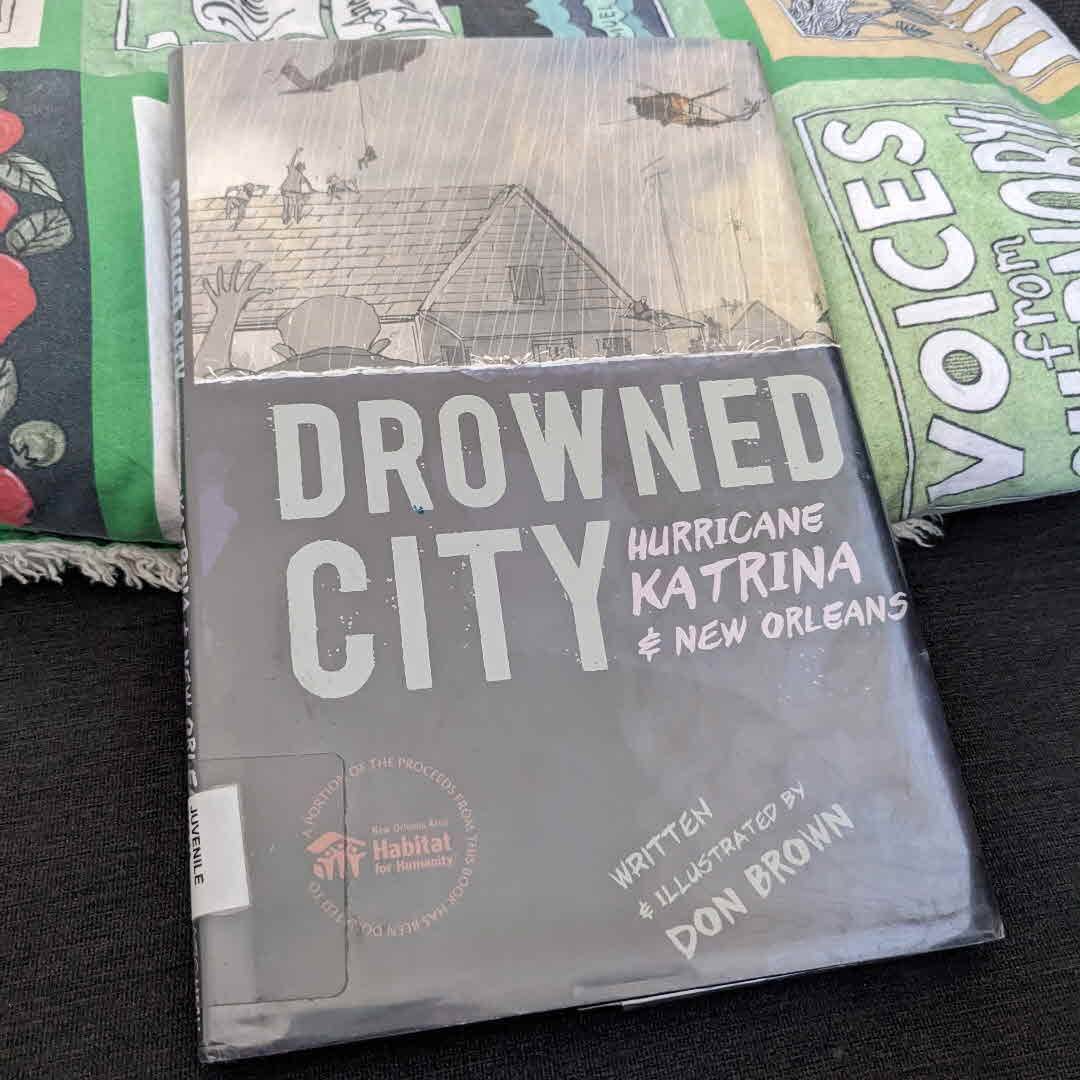 DROWNED
CITY
HURRICANE
KATRINA
& NEW ORLEANS
A PORTION OF THE PROCEEDS FROM THIS BOOK HAS BEEN DONATED TO
New Orleans Area
Habitat
for Humanity
WRITTEN
& ILLUSTRATED BY
DON BROWN
JUVENILE
VOICES
from